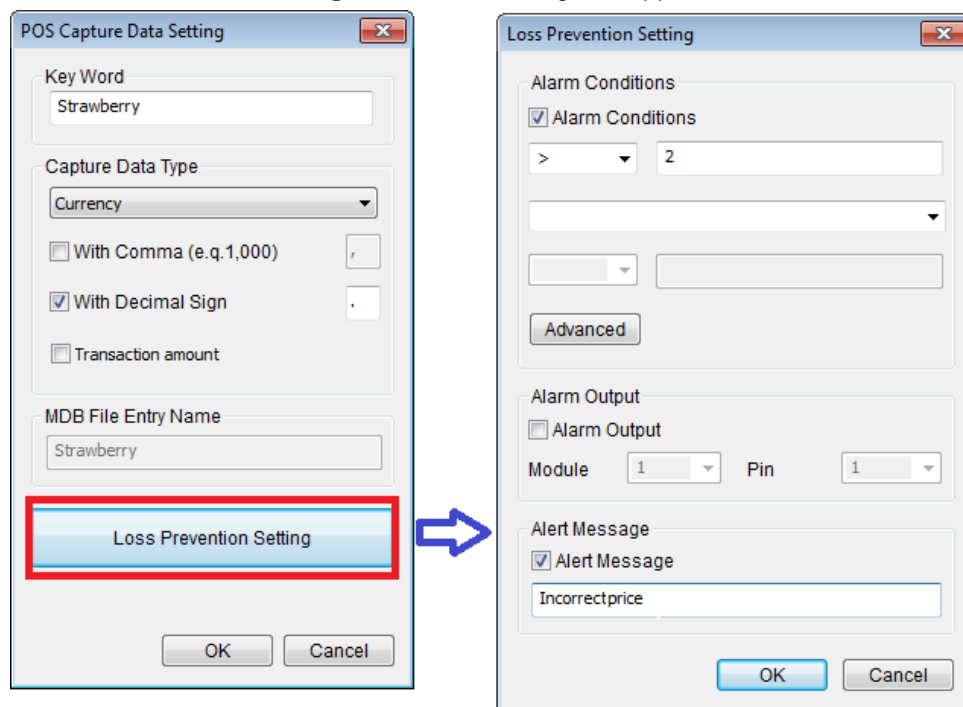 POS Capture Data Setting
Key Word
Strawberry
Capture Data Type
Currency
With Comma (e.q.1,000) ,
With Decimal Sign .
Transaction amount
MDB File Entry Name
Strawberry
Loss Prevention Setting
OK Cancel
Loss Prevention Setting
Alarm Conditions
Alarm Conditions
> 2
Advanced
Alarm Output
Alarm Output
Module 1 Pin 1
Alert Message
Alert Message
Incorrectprice
OK Cancel